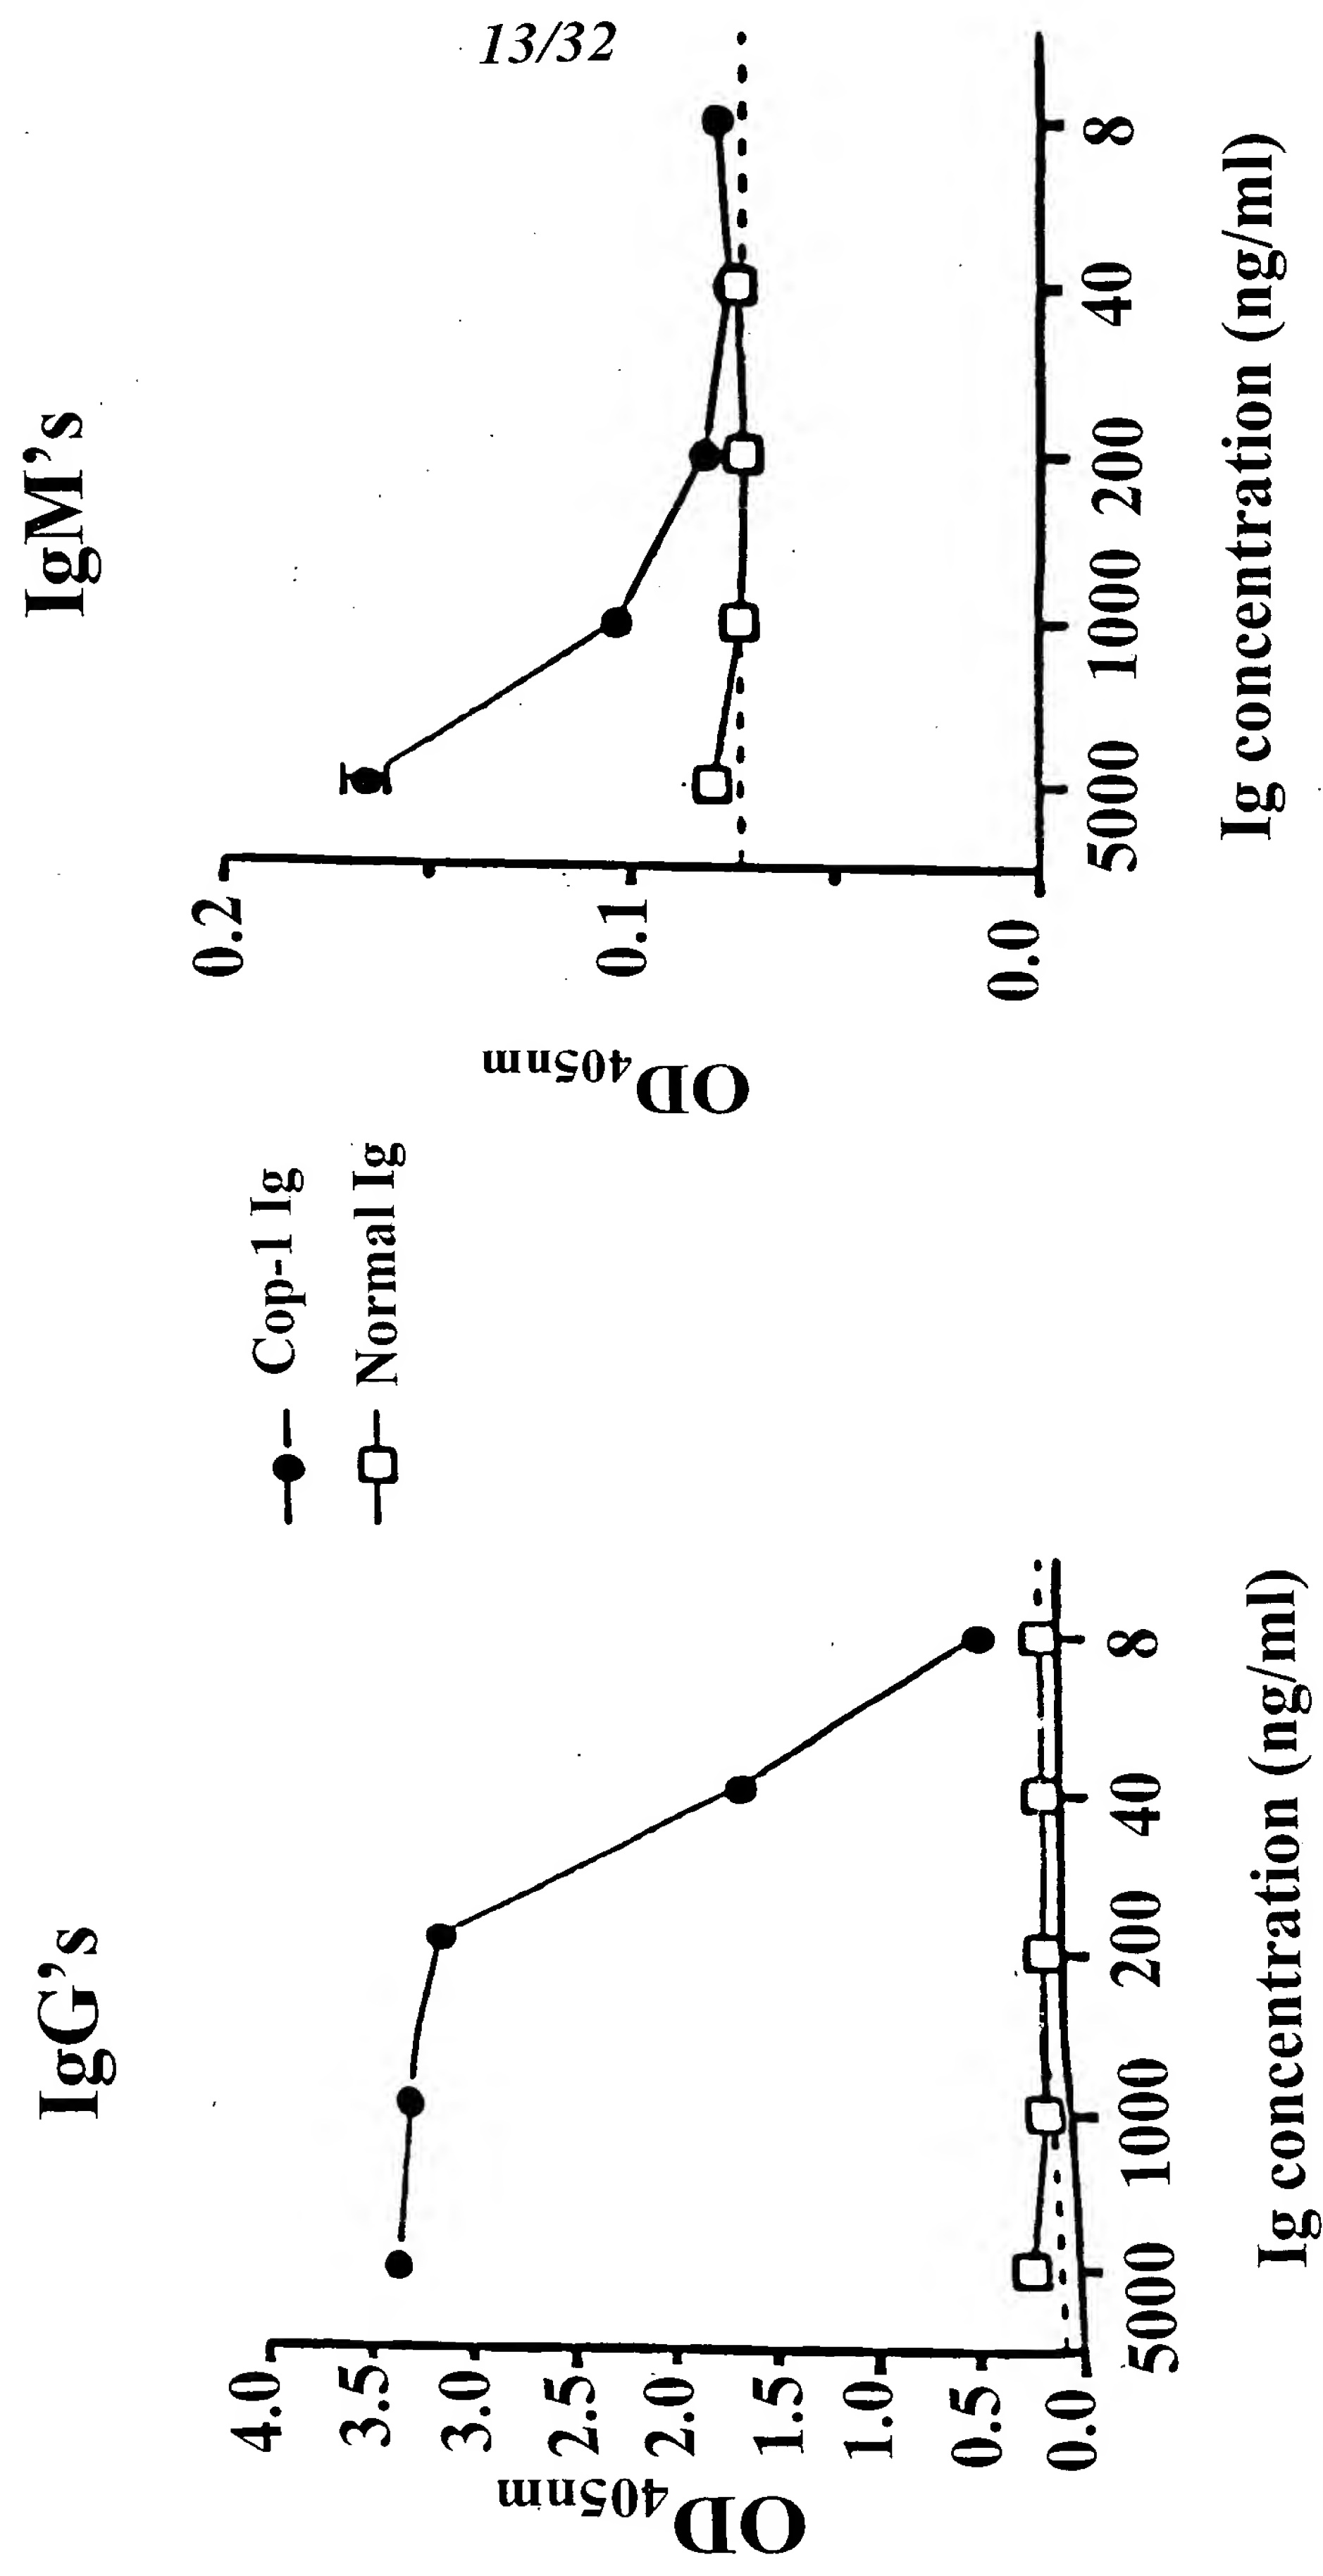 13/32
IgG's
IgM's
Cop-1 Ig
Normal Ig
4.0
3.5
3.0
2.5
2.0
1.5
1.0
0.5
0.0
OD405nm
5000 1000 200 40 8
Ig concentration (ng/ml)
0.2
0.1
0.0
OD405nm
5000 1000 200 40 8
Ig concentration (ng/ml)